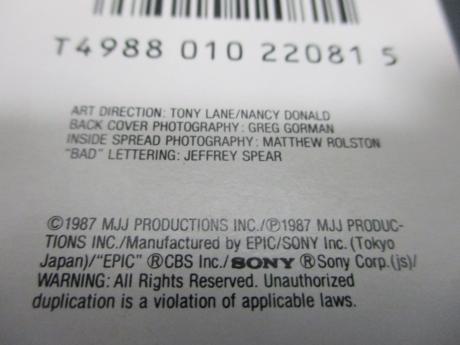 T4988 010 22081 5
ART DIRECTION: TONY LANE/NANCY DONALD
BACK COVER PHOTOGRAPHY: GREG GORMAN
INSIDE SPREAD PHOTOGRAPHY: MATTHEW ROLSTON
"BAD" LETTERING: JEFFREY SPEAR
©1987 MJJ PRODUCTIONS INC./℗1987 MJJ PRODUC-
TIONS INC./Manufactured by EPIC/SONY Inc. (Tokyo
Japan)/"EPIC" ®CBS Inc./SONY ®Sony Corp.(js)/
WARNING: All Rights Reserved. Unauthorized
duplication is a violation of applicable laws.